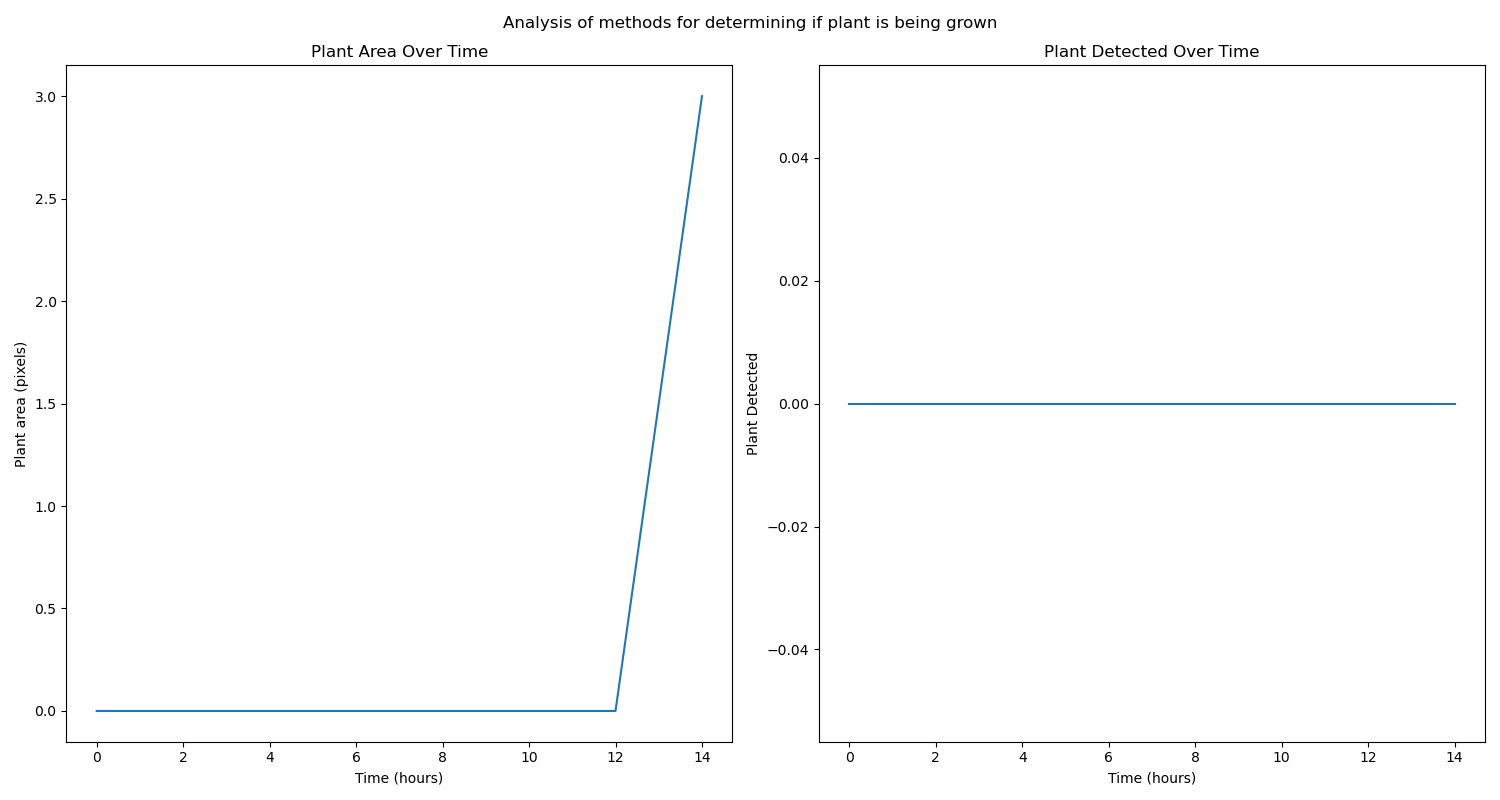 Analysis of methods for determining if plant is being grown
Plant Area Over Time
3.0
2.5
2.0
1.5
1.0
0.5
0.0
Plant area (pixels)
0 2 4 6 8 10 12 14
Time (hours)
Plant Detected Over Time
0.04
0.02
0.00
−0.02
−0.04
Plant Detected
0 2 4 6 8 10 12 14
Time (hours)